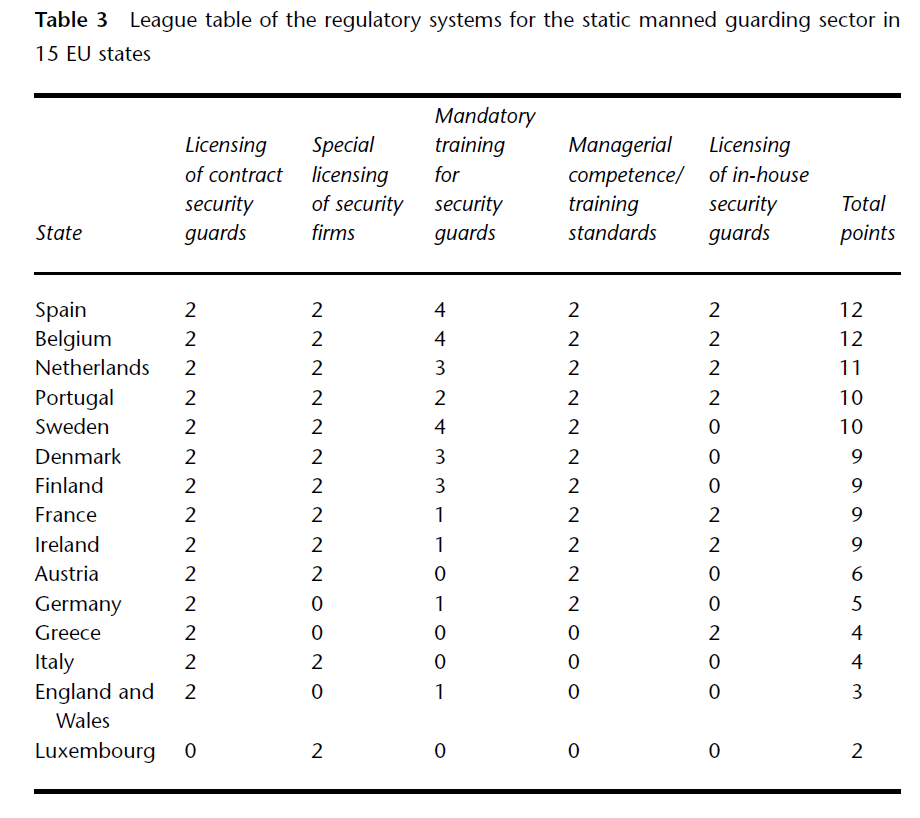 Table 3 League table of the regulatory systems for the static manned guarding sector in
15 EU states
Mandatory
Licensing Special training Managerial Licensing
of contract licensing for competence/ of in-house
security of security security training security Total
State guards firms guards standards guards points
Spain 2 2 4 2 2 12
Belgium 2 2 4 2 2 12
Netherlands 2 2 3 2 2 11
Portugal 2 2 2 2 2 10
Sweden 2 2 4 2 0 10
Denmark 2 2 3 2 0 9
Finland 2 2 3 2 0 9
France 2 2 1 2 2 9
Ireland 2 2 1 2 2 9
Austria 2 2 0 2 0 6
Germany 2 0 1 2 0 5
Greece 2 0 0 0 2 4
Italy 2 2 0 0 0 4
England and 2 0 1 0 0 3
Wales
Luxembourg 0 2 0 0 0 2